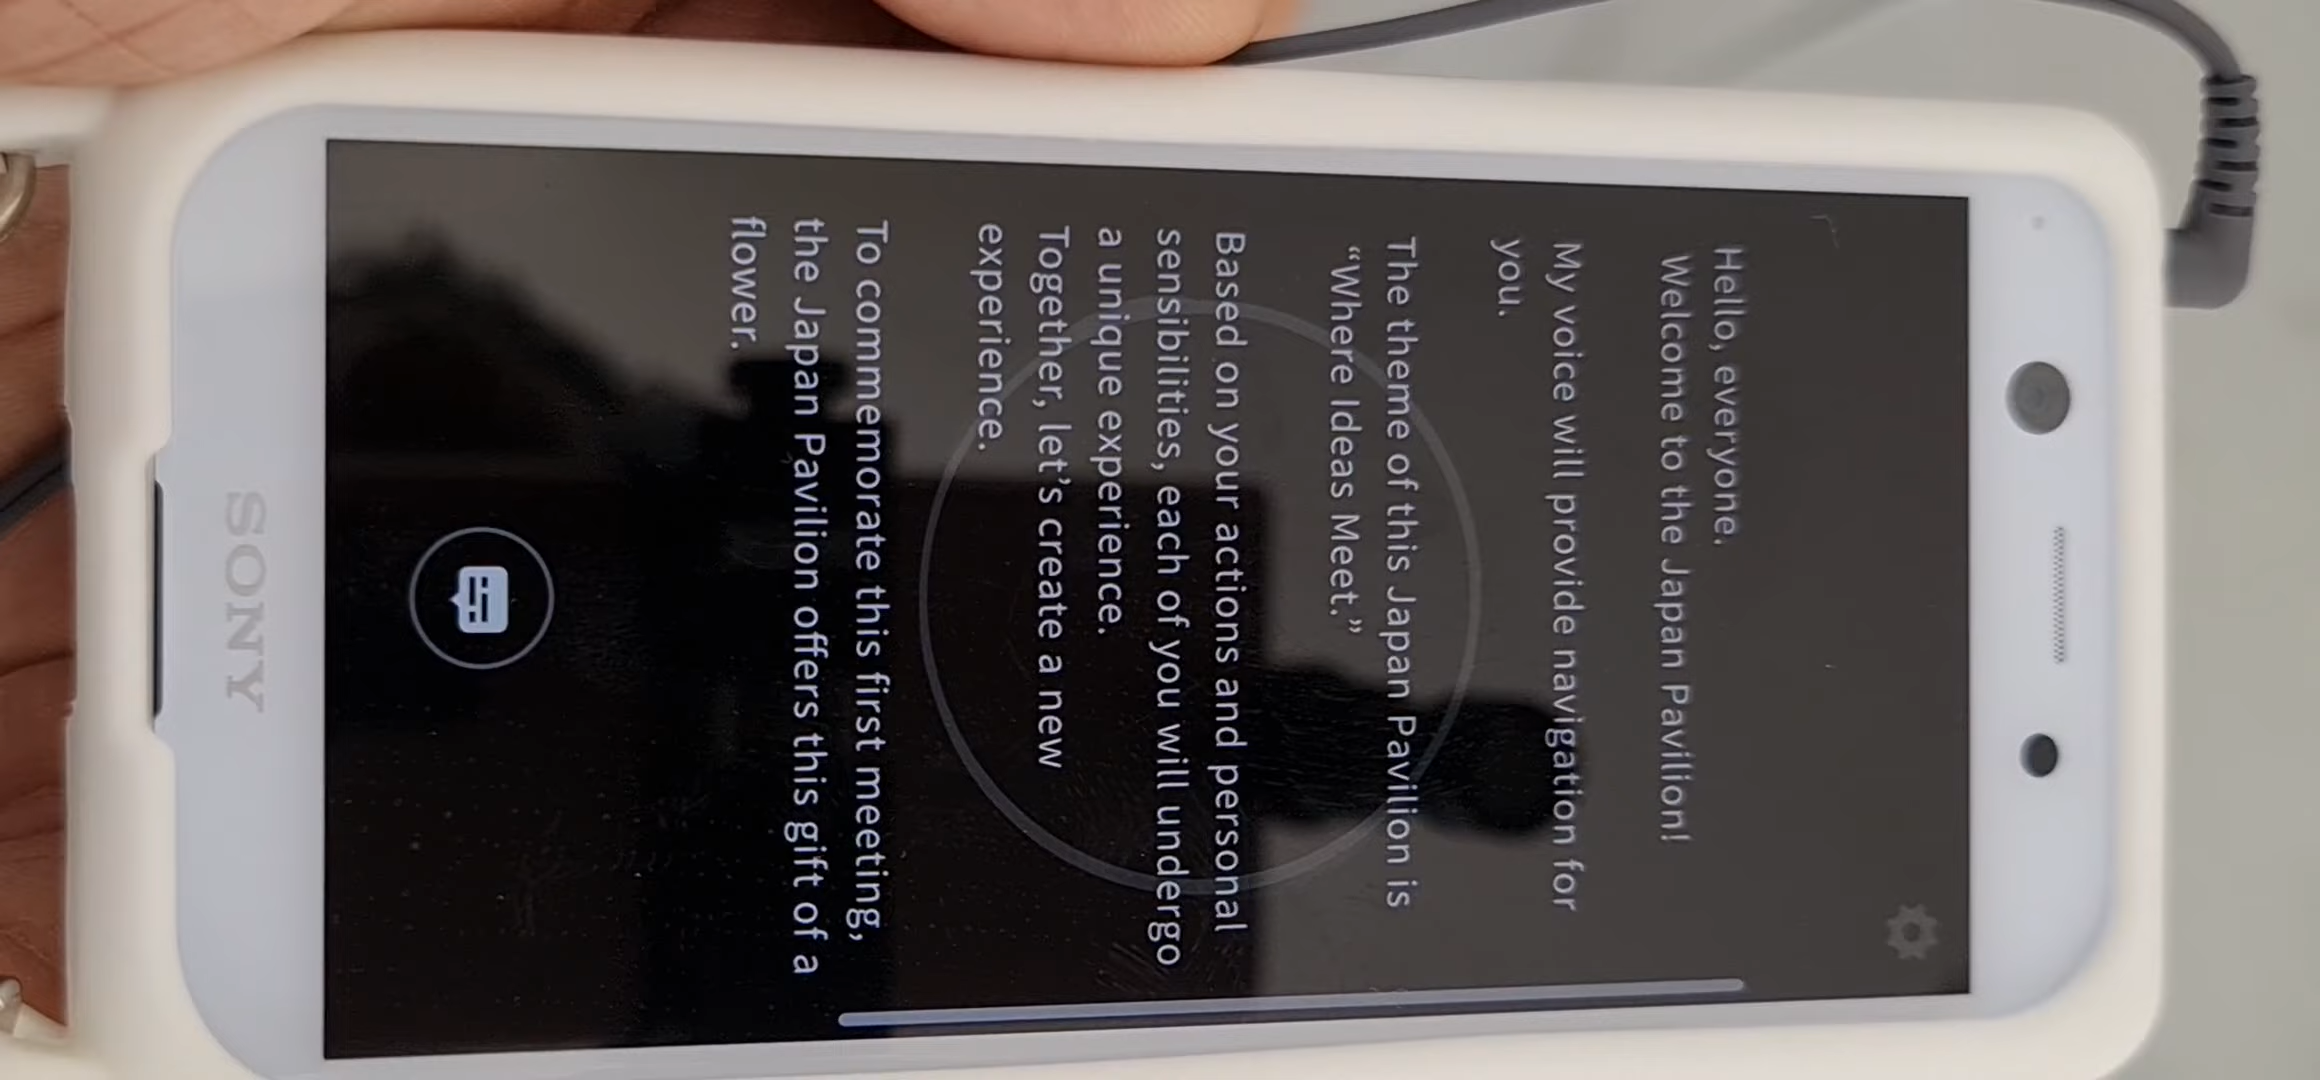 Hello, everyone.
Welcome to the Japan Pavilion!
My voice will provide navigation for
you.
The theme of this Japan Pavilion is
“Where Ideas Meet.”
Based on your actions and personal
sensibilities, each of you will undergo
a unique experience.
Together, let’s create a new
experience.
To commemorate this first meeting,
the Japan Pavilion offers this gift of a
flower.
SONY